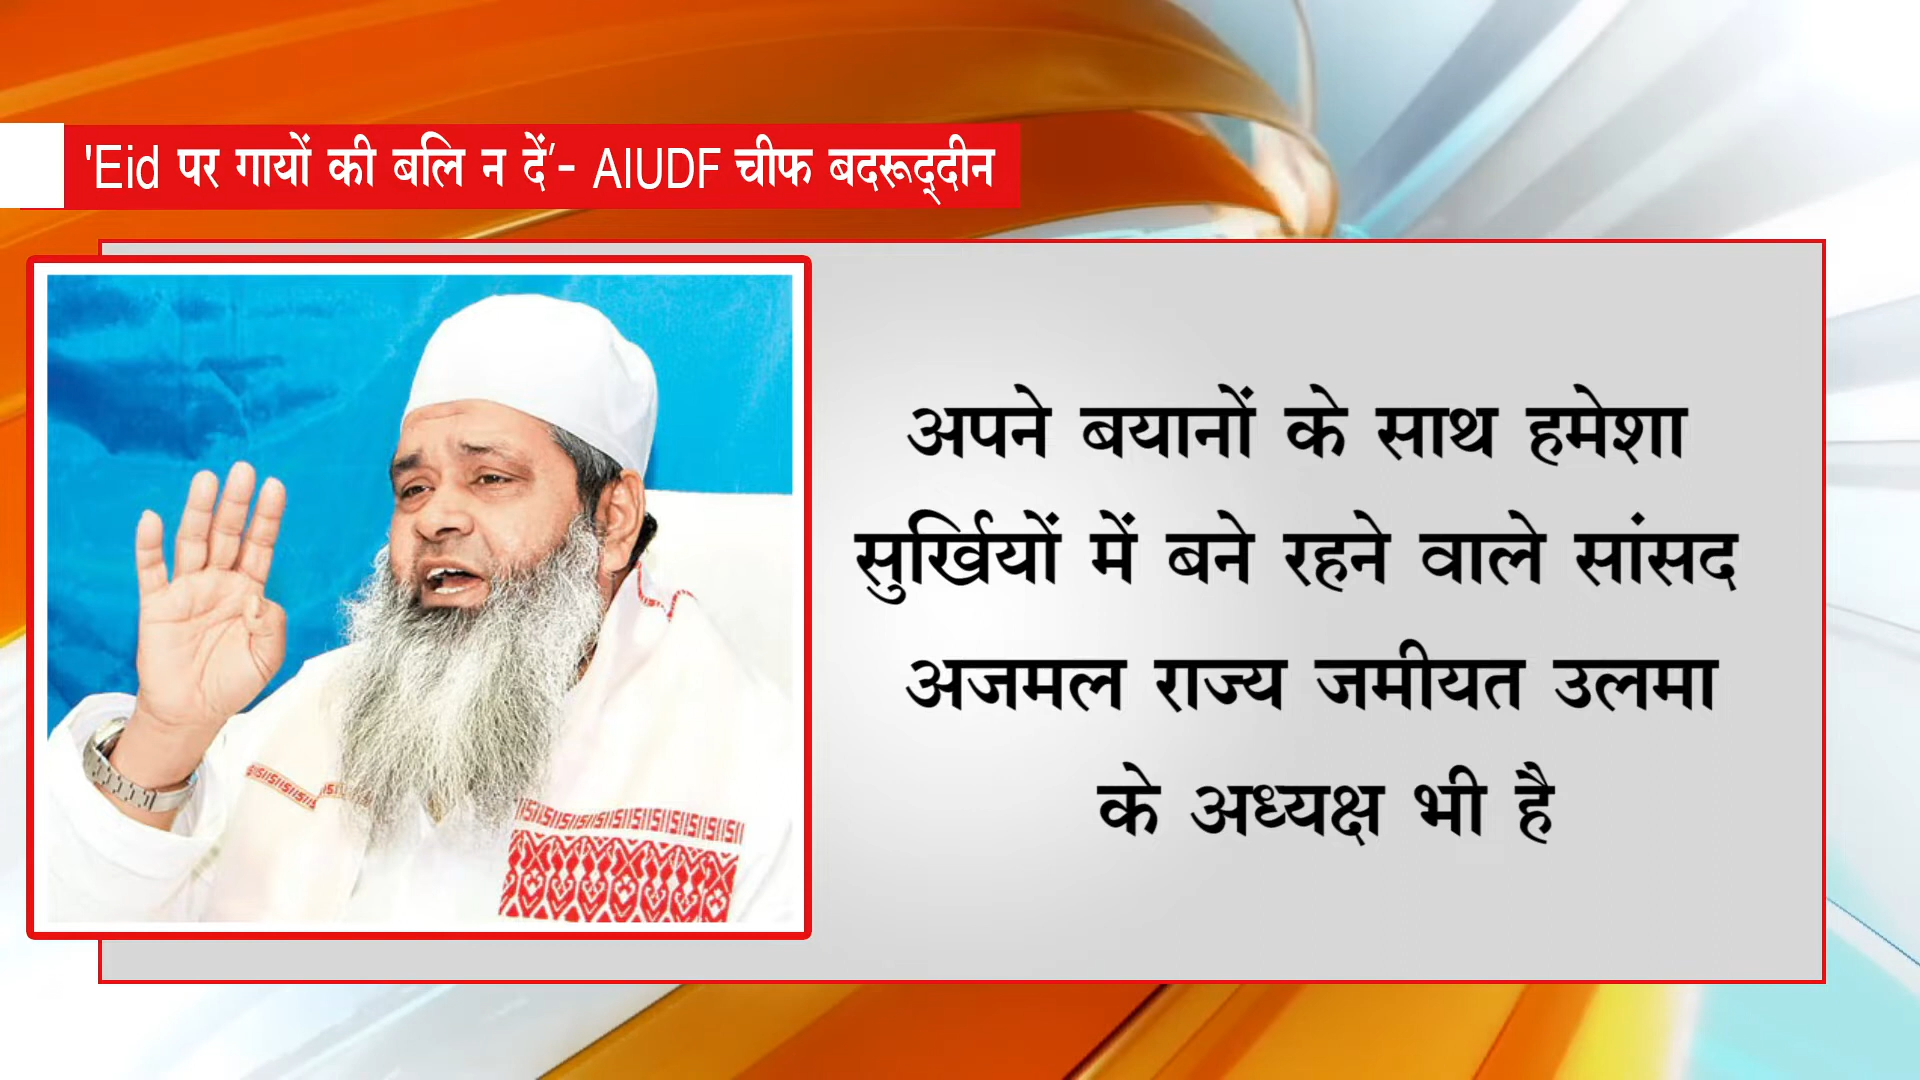 'Eid पर गायों की बलि न दें’- AIUDF चीफ बदरूद्दीन
अपने बयानों के साथ हमेशा
सुर्खियों में बने रहने वाले सांसद
अजमल राज्य जमीयत उलमा
के अध्यक्ष भी है